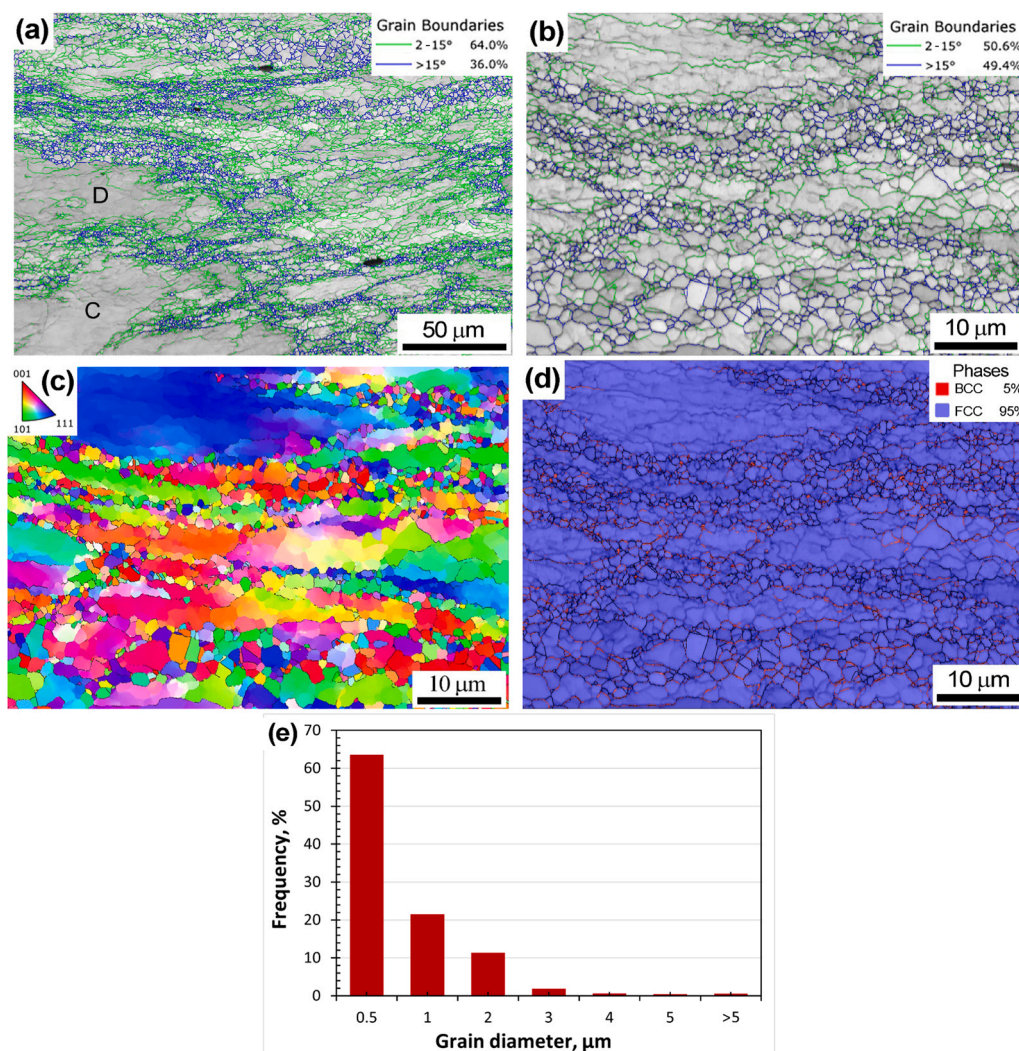 (a)
Grain Boundaries
2-15° 64.0%
>15° 36.0%
D
C
50 μm
(b)
Grain Boundaries
2-15° 50.6%
>15° 49.4%
10 μm
(c)
001
101 111
10 μm
(d)
Phases
BCC 5%
FCC 95%
10 μm
(e)
70
60
50
40
30
20
10
0
Frequency, %
0.5 1 2 3 4 5 >5
Grain diameter, μm